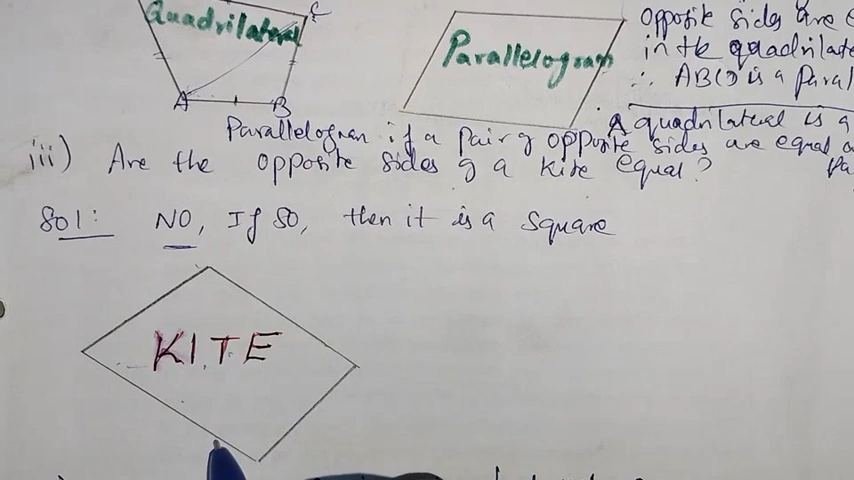 Quadrilateral
C
A
B
Parallelogram
opposite sides are
in the quadrilate
∴ ABCD is a Paral
A quadrilateral is a
Parallelogram if a pair of opposite sides are equal
iii) Are the opposite sides of a kite equal?
Sol: NO, If so, then it is a square
KITE